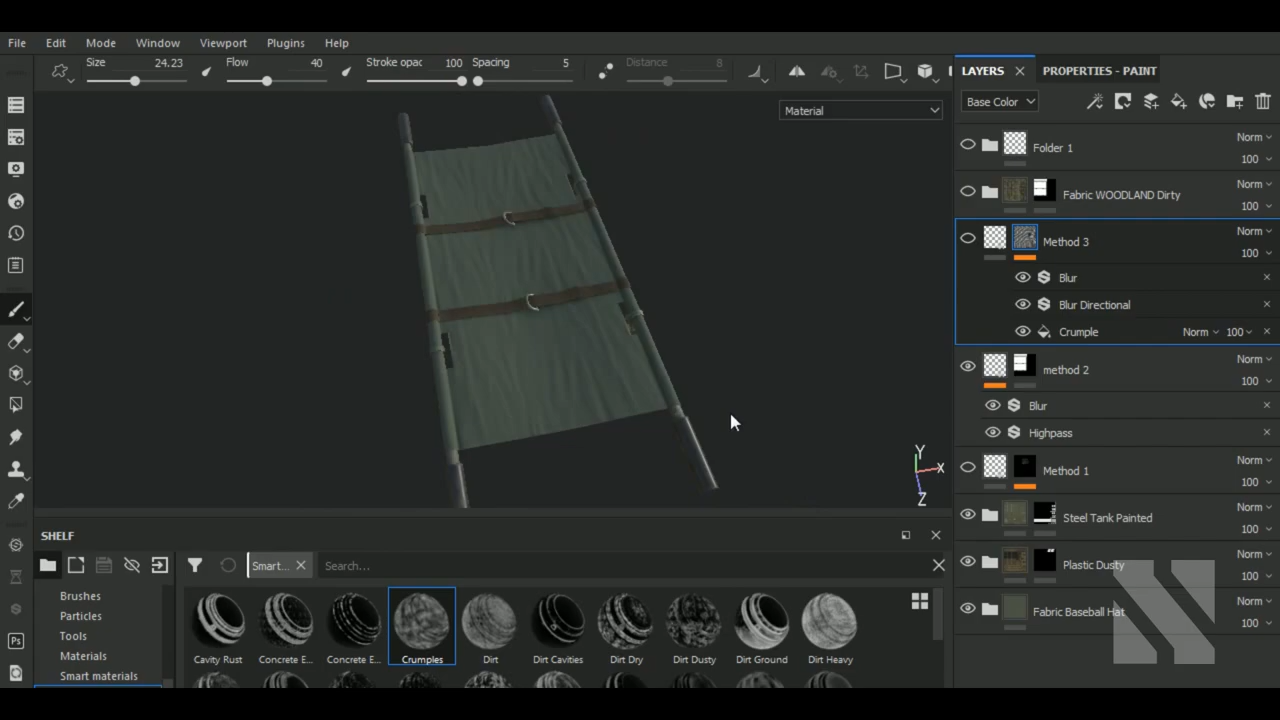 File Edit Mode Window Viewport Plugins Help
Size 24.23 Flow 40 Stroke opac 100 Spacing 5 Distance 8
LAYERS PROPERTIES - PAINT
Base Color
Material
Folder 1 Norm 100
Fabric WOODLAND Dirty Norm 100
Method 3 Norm 100
Blur
Blur Directional
Crumple Norm 100
method 2 Norm 100
Blur
Highpass
Method 1 Norm 100
Steel Tank Painted Norm 100
Plastic Dusty Norm 100
Fabric Baseball Hat Norm 100
Y
X
Z
SHELF
Smart... Search...
Brushes
Particles
Tools
Materials
Smart materials
Cavity Rust Concrete E... Concrete E... Crumples Dirt Dirt Cavities Dirt Dry Dirt Dusty Dirt Ground Dirt Heavy
Ps